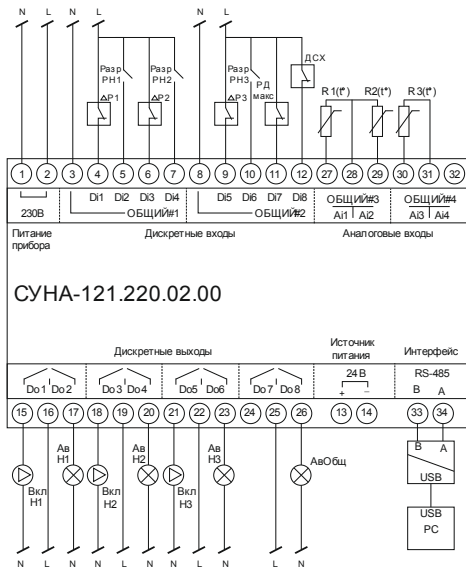 N L N L N L
ДСХ
Разр РН1 Разр РН2 Разр РН3 РД макс
ΔP1 ΔP2 ΔP3
R1(t°) R2(t°) R3(t°)
1 2 3 4 5 6 7 8 9 10 11 12 27 28 29 30 31 32
Di1 Di2 Di3 Di4 Di5 Di6 Di7 Di8 ОБЩИЙ#3 ОБЩИЙ#4
230В ОБЩИЙ#1 ОБЩИЙ#2 Ai1 Ai2 Ai3 Ai4
Питание прибора Дискретные входы Аналоговые входы
СУНА-121.220.02.00
Дискретные выходы Источник питания Интерфейс
24В RS-485
Do1 Do2 Do3 Do4 Do5 Do6 Do7 Do8 + – B A
15 16 17 18 19 20 21 22 23 24 25 26 13 14 33 34
Ав Н1 Ав Н2 Ав Н3 АвОбщ B A
Вкл Н1 Вкл Н2 Вкл Н3 USB
USB
PC
N L N N L N N L N L N